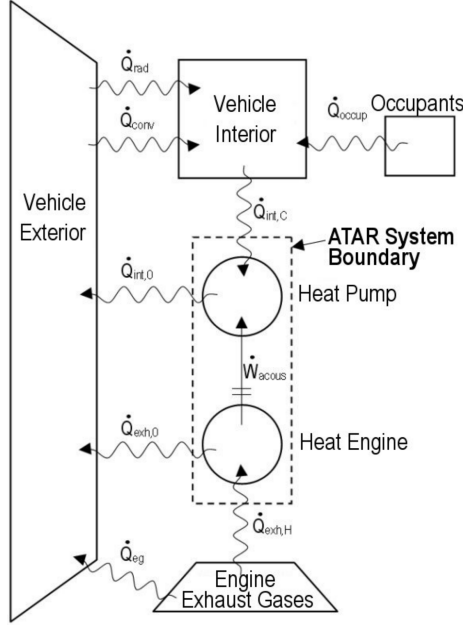 Q̇rad
Q̇conv
Vehicle
Interior
Q̇occup
Occupants
Vehicle
Exterior
Q̇int,C
ATAR System
Boundary
Q̇int,0
Heat Pump
Ẇacous
Q̇exh,0
Heat Engine
Q̇exh,H
Q̇eg
Engine
Exhaust Gases